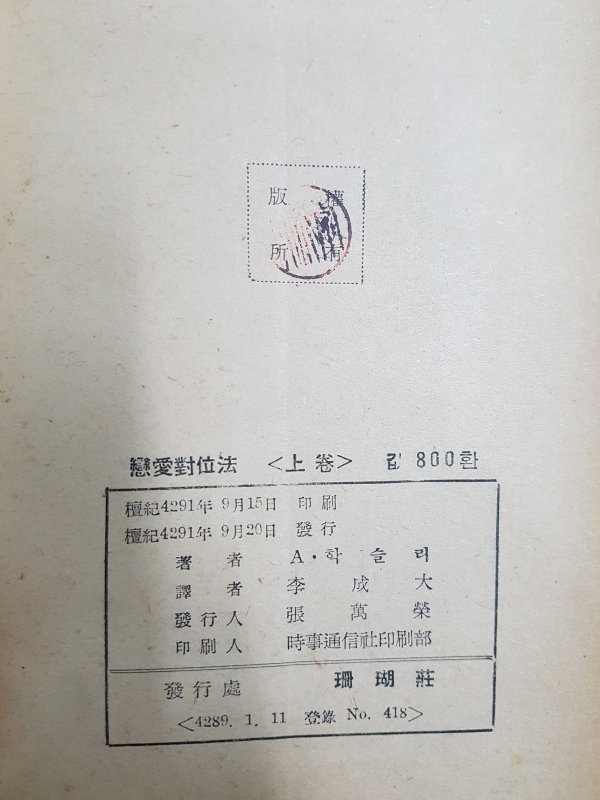 版 權
所 有
戀愛對位法 <上卷> 값 800환
檀紀4291年 9月15日 印刷
檀紀4291年 9月20日 發行
著者 A·학슬리
譯者 李成大
發行人 張萬榮
印刷人 時事通信社印刷部
發行處 珊瑚莊
<4289. 1. 11 登錄 No. 418>